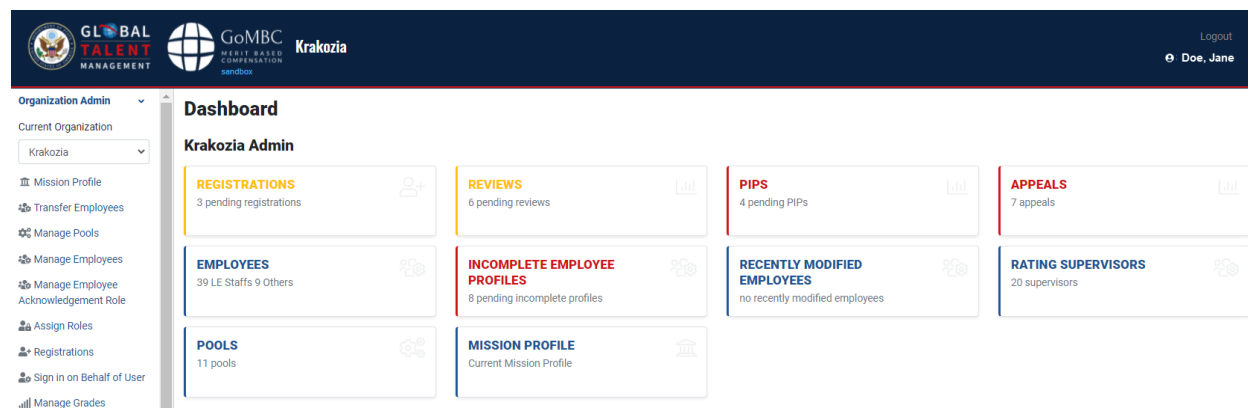 GLOBAL
TALENT
MANAGEMENT
GoMBC
MERIT BASED
COMPENSATION
sandbox
Krakozia
Logout
Doe, Jane
Organization Admin
Current Organization
Krakozia
Mission Profile
Transfer Employees
Manage Pools
Manage Employees
Manage Employee
Acknowledgement Role
Assign Roles
Registrations
Sign in on Behalf of User
Manage Grades
Dashboard
Krakozia Admin
REGISTRATIONS
3 pending registrations
REVIEWS
6 pending reviews
PIPS
4 pending PIPs
APPEALS
7 appeals
EMPLOYEES
39 LE Staffs 9 Others
INCOMPLETE EMPLOYEE
PROFILES
8 pending incomplete profiles
RECENTLY MODIFIED
EMPLOYEES
no recently modified employees
RATING SUPERVISORS
20 supervisors
POOLS
11 pools
MISSION PROFILE
Current Mission Profile